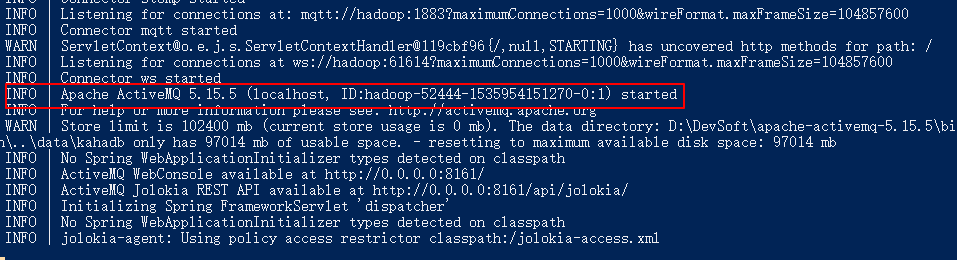 Connector stomp started
INFO | Listening for connections at: mqtt://hadoop:1883?maximumConnections=1000&wireFormat.maxFrameSize=104857600
INFO | Connector mqtt started
WARN | ServletContext@o.e.j.s.ServletContextHandler@119cbf96{/,null,STARTING} has uncovered http methods for path: /
INFO | Listening for connections at ws://hadoop:61614?maximumConnections=1000&wireFormat.maxFrameSize=104857600
INFO | Connector ws started
INFO | Apache ActiveMQ 5.15.5 (localhost, ID:hadoop-52444-1535954151270-0:1) started
INFO | For help or more information please see: http://activemq.apache.org
WARN | Store limit is 102400 mb (current store usage is 0 mb). The data directory: D:\DevSoft\apache-activemq-5.15.5\bi
n\..\data\kahadb only has 97014 mb of usable space. - resetting to maximum available disk space: 97014 mb
INFO | No Spring WebApplicationInitializer types detected on classpath
INFO | ActiveMQ WebConsole available at http://0.0.0.0:8161/
INFO | ActiveMQ Jolokia REST API available at http://0.0.0.0:8161/api/jolokia/
INFO | Initializing Spring FrameworkServlet 'dispatcher'
INFO | No Spring WebApplicationInitializer types detected on classpath
INFO | jolokia-agent: Using policy access restrictor classpath:/jolokia-access.xml